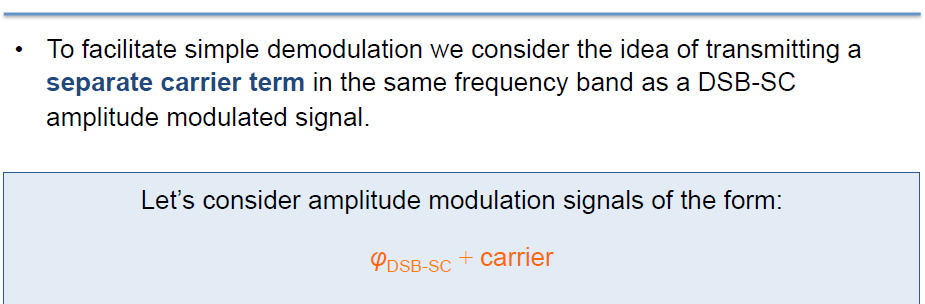 • To facilitate simple demodulation we consider the idea of transmitting a
separate carrier term in the same frequency band as a DSB-SC
amplitude modulated signal.
Let’s consider amplitude modulation signals of the form:
φDSB-SC + carrier